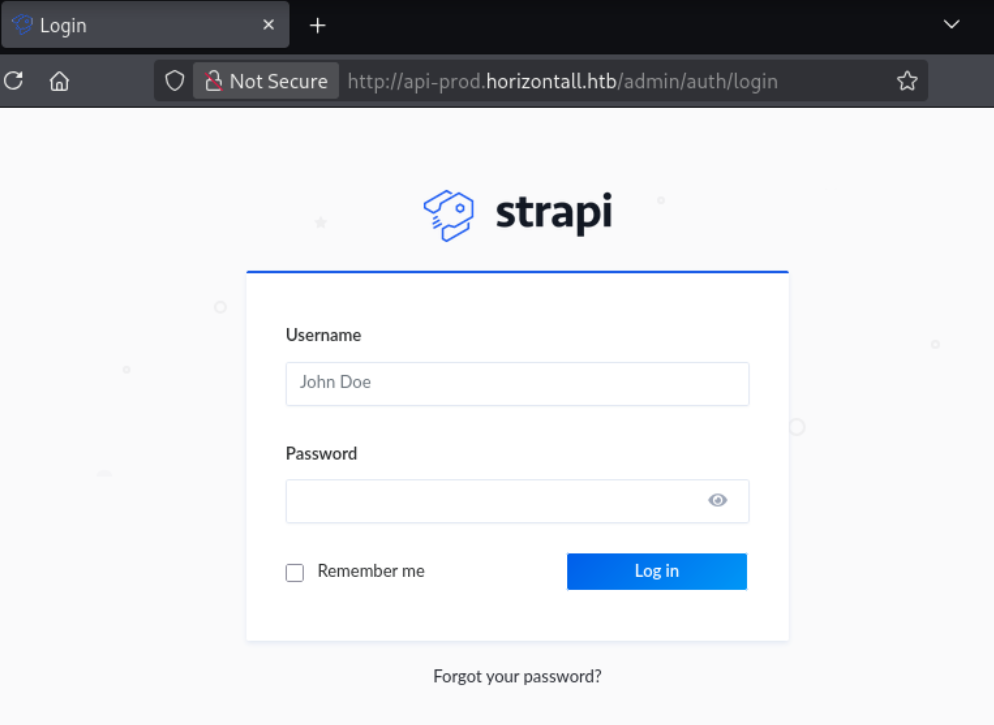 Login
Not Secure http://api-prod.horizontall.htb/admin/auth/login
strapi
Username
John Doe
Password
Remember me
Log in
Forgot your password?